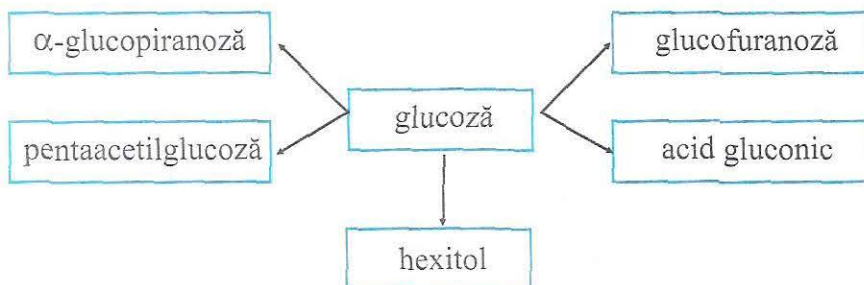 α-glucopiranoză
glucofuranoză
glucoză
pentaacetilglucoză
acid gluconic
hexitol